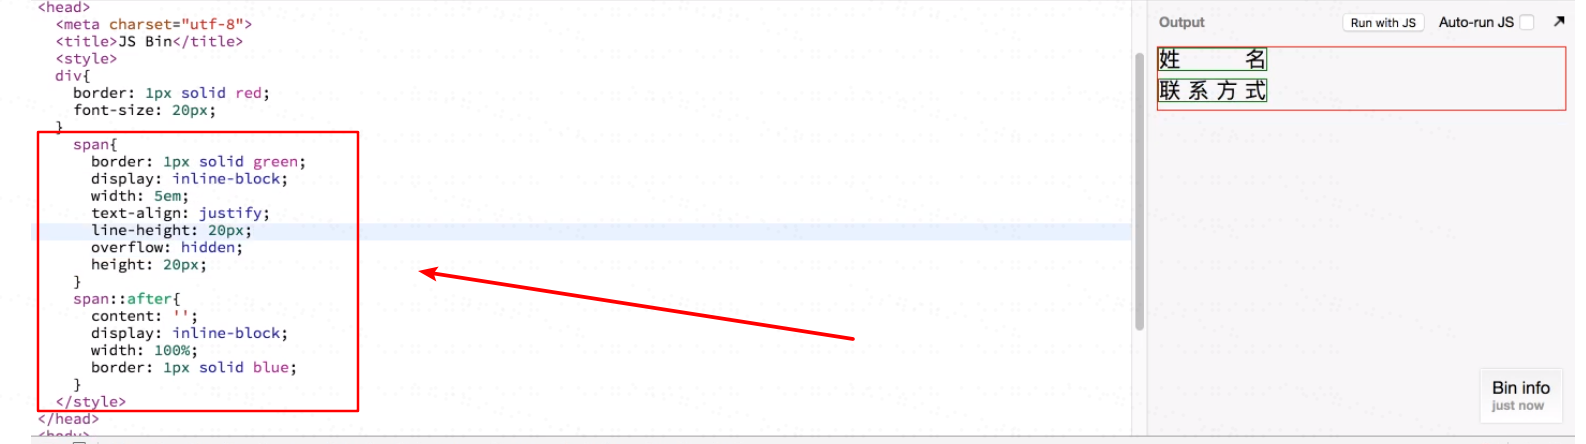 <head>
<meta charset="utf-8">
<title>JS Bin</title>
<style>
div{
border: 1px solid red;
font-size: 20px;
}
span{
border: 1px solid green;
display: inline-block;
width: 5em;
text-align: justify;
line-height: 20px;
overflow: hidden;
height: 20px;
}
span::after{
content: '';
display: inline-block;
width: 100%;
border: 1px solid blue;
}
</style>
</head>
<body>
Output
Run with JS
Auto-run JS
姓 名
联系方式
Bin info
just now